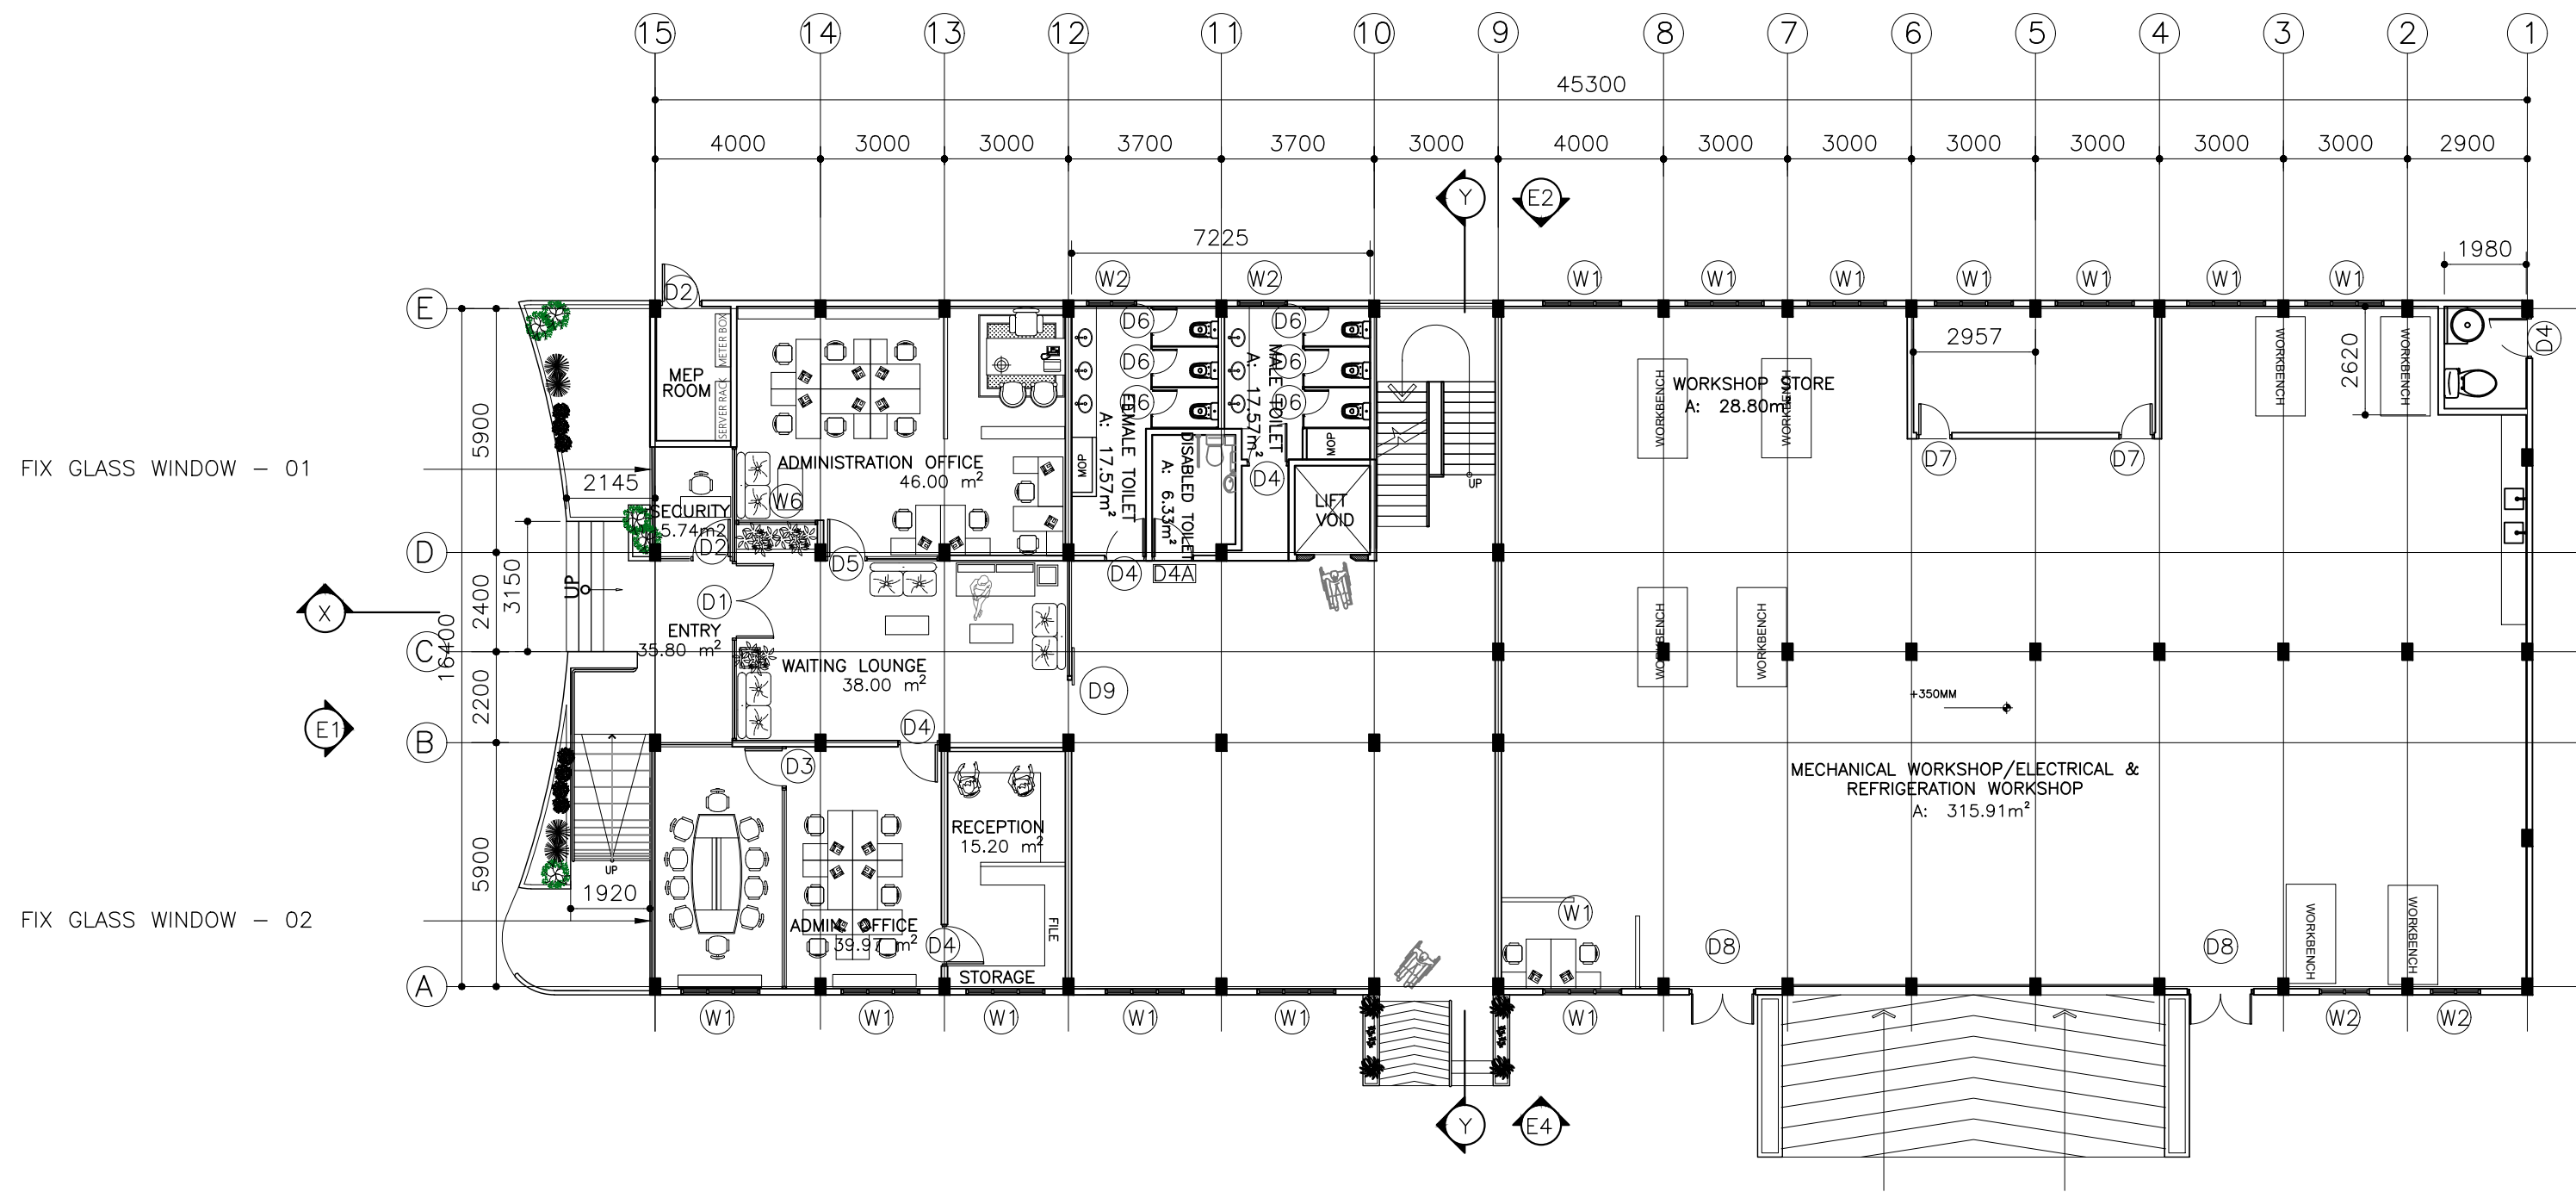 15 14 13 12 11 10 9 8 7 6 5 4 3 2 1
45300
4000 3000 3000 3700 3700 3000 4000 3000 3000 3000 3000 3000 3000 2900
Y E2
7225 1980
W2 W2 W1 W1 W1 W1 W1 W1 W1
D2
E
D6 D6
METER BOX
2957
D4
MEP
ROOM
SERVER RACK
D6 D6
2620
WORKBENCH
WORKBENCH
WORKSHOP STORE
A: 28.80m²
WORKBENCH
WORKBENCH
D6 D6
5900
FEMALE TOILET
A: 17.57m²
MALE TOILET
A: 17.57m²
DISABLED TOILET
A: 6.33m²
MOP
MOP
FIX GLASS WINDOW - 01
ADMINISTRATION OFFICE
46.00 m²
D7 D7
D4
UP
2145
W6
LIFT
VOID
SECURITY
5.74m2
D2
D
D5
D4 D4A
UP
3150
2400
16400
D1
X
ENTRY
35.80 m²
C
WAITING LOUNGE
38.00 m²
WORKBENCH
WORKBENCH
D9
+350MM
2200
E1
D4
B
D3
MECHANICAL WORKSHOP/ELECTRICAL &
REFRIGERATION WORKSHOP
A: 315.91m²
RECEPTION
15.20 m²
5900
UP
1920
FIX GLASS WINDOW - 02
ADMIN OFFICE
39.97 m²
FILE
D4
W1
D8 D8
WORKBENCH
WORKBENCH
STORAGE
A
W1 W1 W1 W1 W1 W1 W2 W2
Y E4